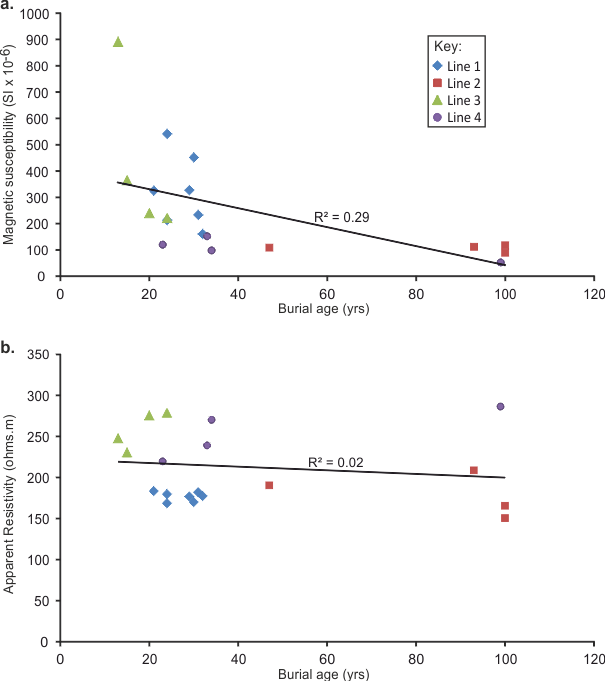 a.
1000
900
800
700
600
500
400
300
200
100
0
Magnetic susceptibility (SI x 10-6)
Key:
Line 1
Line 2
Line 3
Line 4
R² = 0.29
0 20 40 60 80 100 120
Burial age (yrs)
b.
350
300
250
200
150
100
50
0
Apparent Resistivity (ohms.m)
R² = 0.02
0 20 40 60 80 100 120
Burial age (yrs)